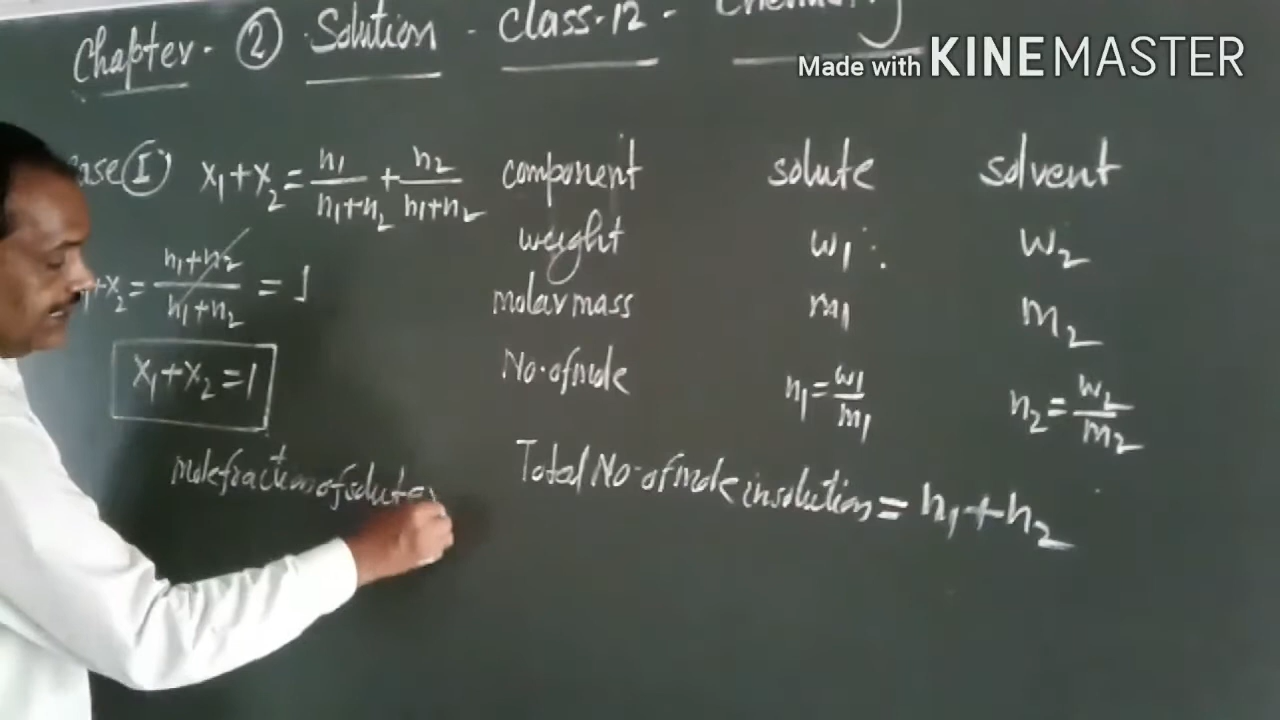 Chapter - ② Solution - Class-12 - Chemistry
Made with KINEMASTER
Case I x₁+x₂ = n₁/(n₁+n₂) + n₂/(n₁+n₂)
x₁+x₂ = (n₁+n₂)/(n₁+n₂) = 1
x₁+x₂ = 1
molefraction of solute
component solute solvent
weight w₁ w₂
molar mass m₁ m₂
No. of mole n₁ = w₁/m₁ n₂ = w₂/m₂
Total No. of mole in solution = n₁+n₂